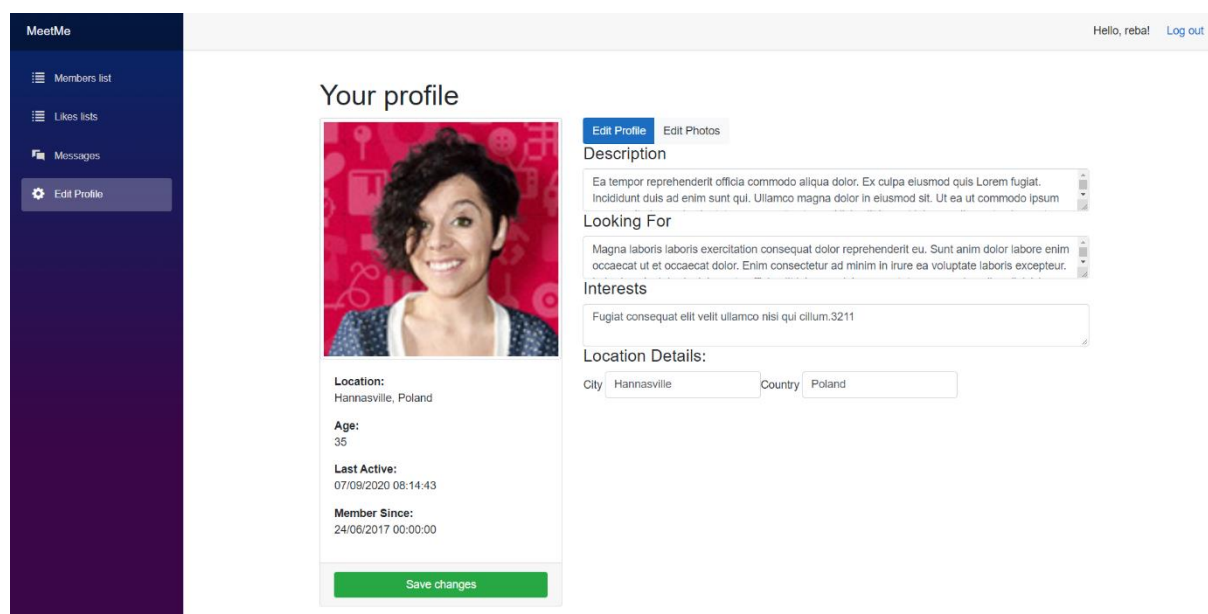 MeetMe
Hello, reba! Log out
Members list
Likes lists
Messages
Edit Profile
Your profile
Location:
Hannasville, Poland
Age:
35
Last Active:
07/09/2020 08:14:43
Member Since:
24/06/2017 00:00:00
Save changes
Edit Profile Edit Photos
Description
Ea tempor reprehenderit officia commodo aliqua dolor. Ex culpa eiusmod quis Lorem fugiat.
Incididunt duis ad enim sunt qui. Ullamco magna dolor in eiusmod sit. Ut ea ut commodo ipsum
Looking For
Magna laboris laboris exercitation consequat dolor reprehenderit eu. Sunt anim dolor labore enim
occaecat ut et occaecat dolor. Enim consectetur ad minim in irure ea voluptate laboris excepteur.
Interests
Fugiat consequat elit velit ullamco nisi qui cillum.3211
Location Details:
City Hannasville Country Poland